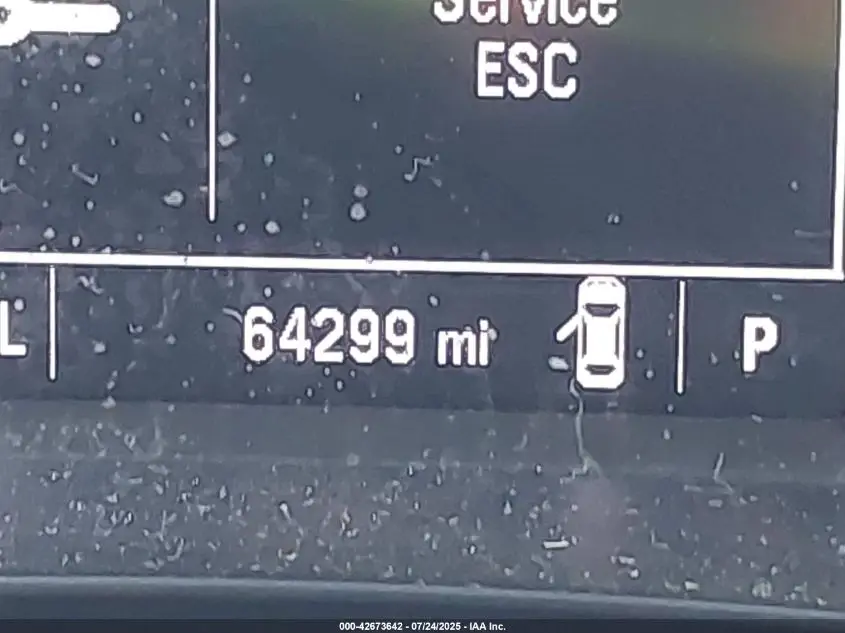 Service
ESC
L
64299 mi
P
000-42673642 - 07/24/2025 - IAA Inc.